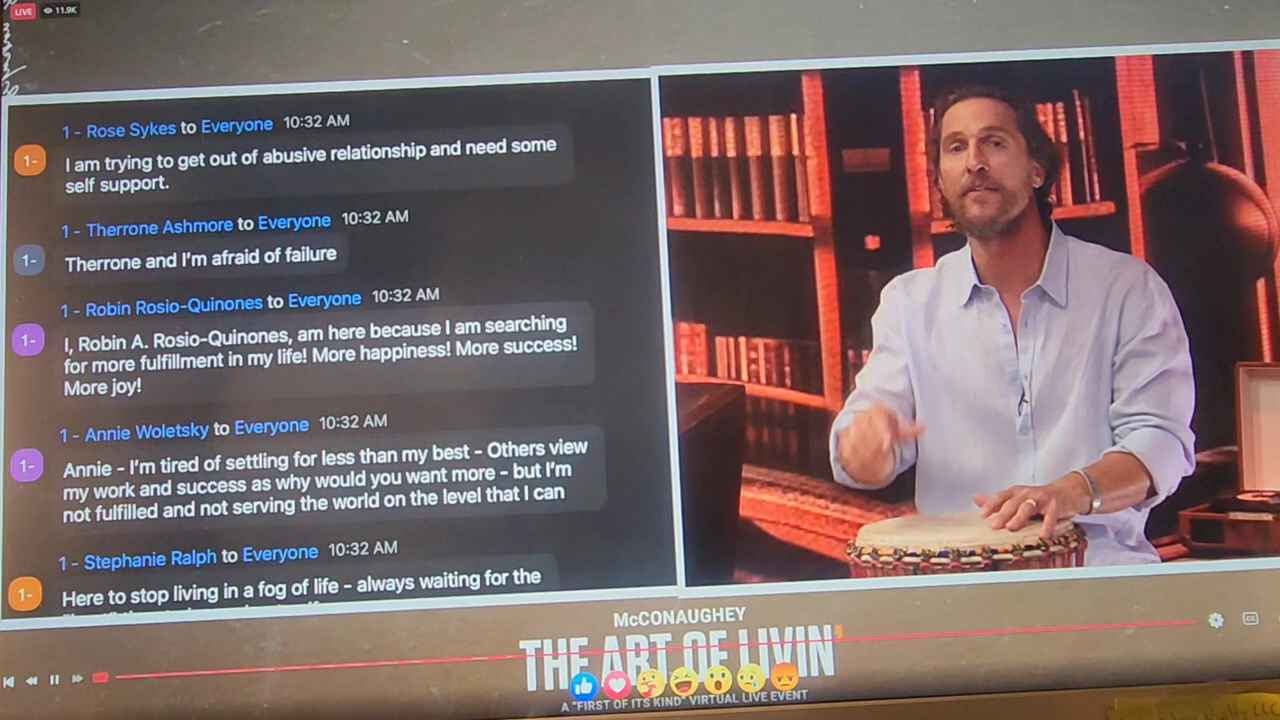 LIVE 11.9K
1 - Rose Sykes to Everyone 10:32 AM
1-
I am trying to get out of abusive relationship and need some
self support.
1 - Therrone Ashmore to Everyone 10:32 AM
1-
Therrone and I'm afraid of failure
1 - Robin Rosio-Quinones to Everyone 10:32 AM
1-
I, Robin A. Rosio-Quinones, am here because I am searching
for more fulfillment in my life! More happiness! More success!
More joy!
1 - Annie Woletsky to Everyone 10:32 AM
1-
Annie - I'm tired of settling for less than my best - Others view
my work and success as why would you want more - but I'm
not fulfilled and not serving the world on the level that I can
1 - Stephanie Ralph to Everyone 10:32 AM
1-
Here to stop living in a fog of life - always waiting for the
McCONAUGHEY
THE ART OF LIVIN'
A "FIRST OF ITS KIND" VIRTUAL LIVE EVENT
CC